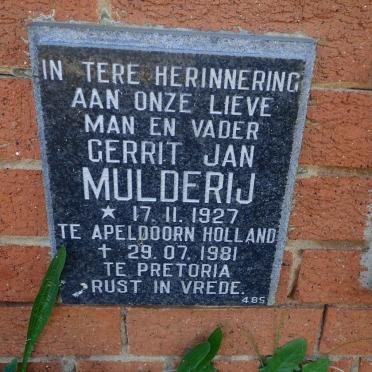 IN TERE HERINNERING
AAN ONZE LIEVE
MAN EN VADER
GERRIT JAN
MULDERIJ
★ 17. 11. 1927
TE APELDOORN HOLLAND
✝ 29. 07. 1981
TE PRETORIA
RUST IN VREDE.
485